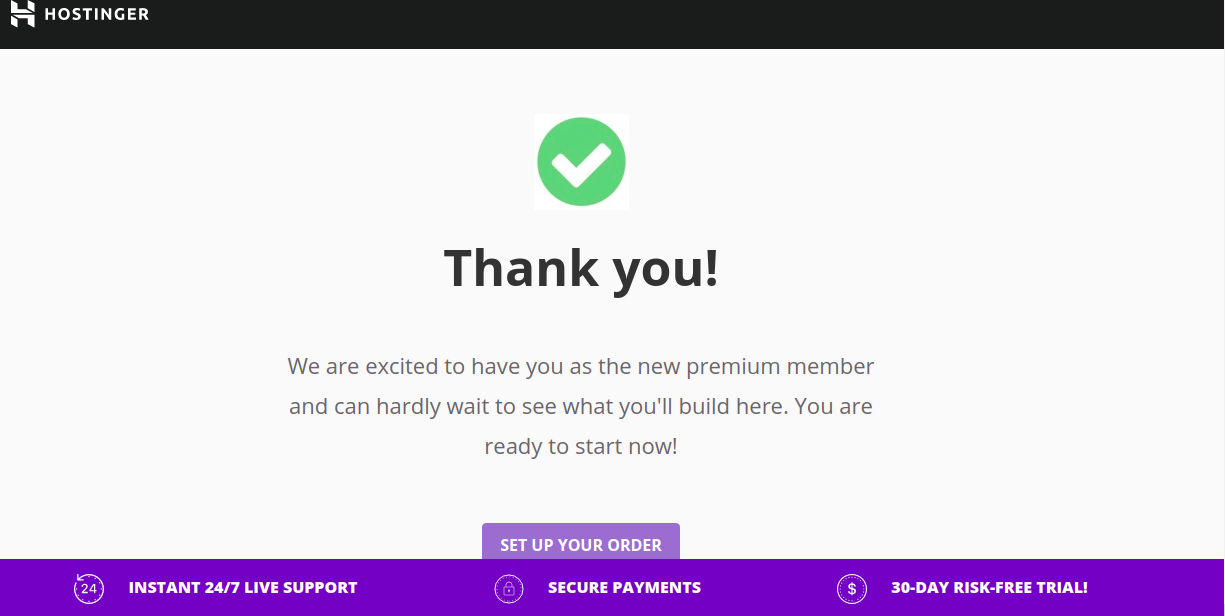 HOSTINGER
Thank you!
We are excited to have you as the new premium member
and can hardly wait to see what you'll build here. You are
ready to start now!
SET UP YOUR ORDER
24 INSTANT 24/7 LIVE SUPPORT
SECURE PAYMENTS
$ 30-DAY RISK-FREE TRIAL!